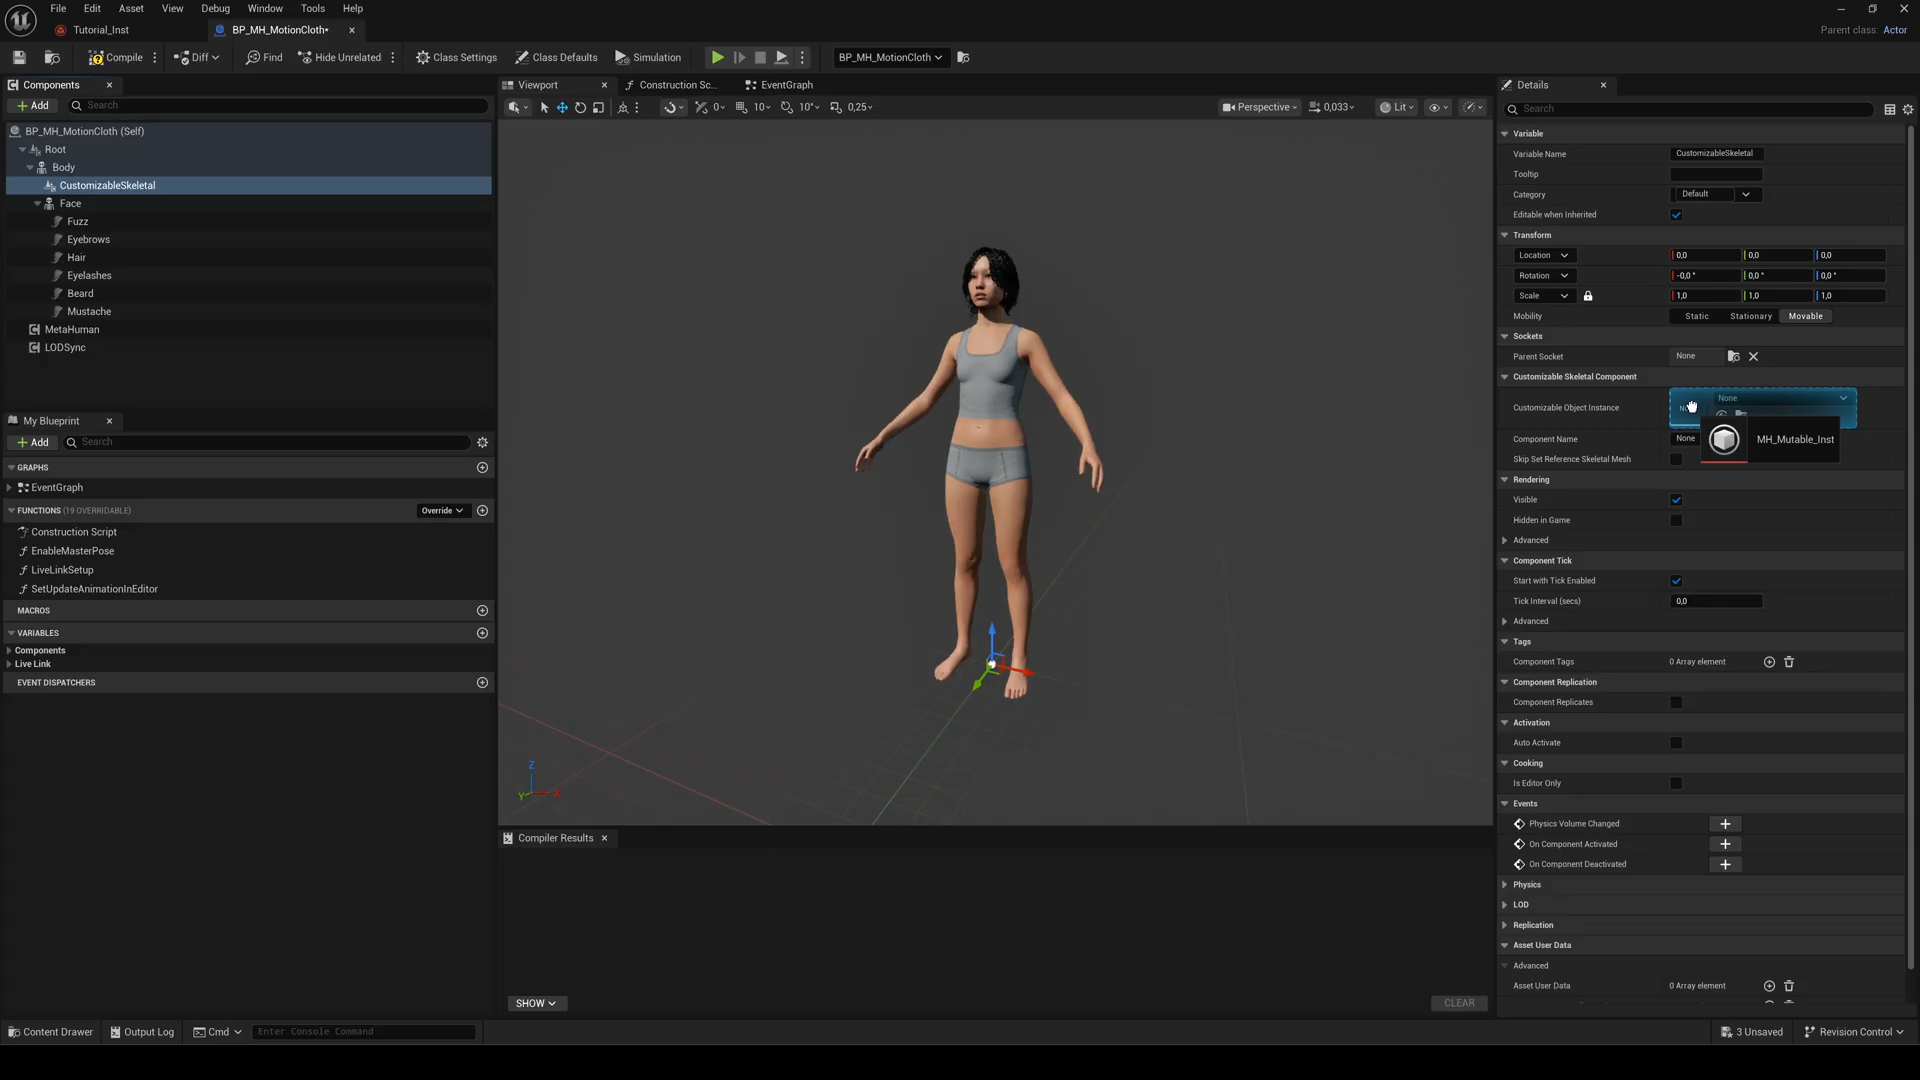 File Edit Asset View Debug Window Tools Help
Tutorial_Inst
BP_MH_MotionCloth*
Parent class: Actor
Compile
Diff
Find
Hide Unrelated
Class Settings
Class Defaults
Simulation
BP_MH_MotionCloth
Components
Add
Search
BP_MH_MotionCloth (Self)
Root
Body
CustomizableSkeletal
Face
Fuzz
Eyebrows
Hair
Eyelashes
Beard
Mustache
MetaHuman
LODSync
My Blueprint
Add
Search
GRAPHS
EventGraph
FUNCTIONS (19 OVERRIDABLE)
Override
Construction Script
EnableMasterPose
LiveLinkSetup
SetUpdateAnimationInEditor
MACROS
VARIABLES
Components
Live Link
EVENT DISPATCHERS
Viewport
Construction Sc...
EventGraph
0
10
10°
0,25
Perspective
0,033
Lit
Z
Y
X
Compiler Results
SHOW
CLEAR
Details
Search
Variable
Variable Name CustomizableSkeletal
Tooltip
Category Default
Editable when Inherited
Transform
Location 0,0 0,0 0,0
Rotation -0,0 ° 0,0 ° 0,0 °
Scale 1,0 1,0 1,0
Mobility Static Stationary Movable
Sockets
Parent Socket None
Customizable Skeletal Component
None
Customizable Object Instance
Component Name None
MH_Mutable_Inst
Skip Set Reference Skeletal Mesh
Rendering
Visible
Hidden in Game
Advanced
Component Tick
Start with Tick Enabled
Tick Interval (secs) 0,0
Advanced
Tags
Component Tags 0 Array element
Component Replication
Component Replicates
Activation
Auto Activate
Cooking
Is Editor Only
Events
Physics Volume Changed
On Component Activated
On Component Deactivated
Physics
LOD
Replication
Asset User Data
Advanced
Asset User Data 0 Array element
Content Drawer
Output Log
Cmd
Enter Console Command
3 Unsaved
Revision Control